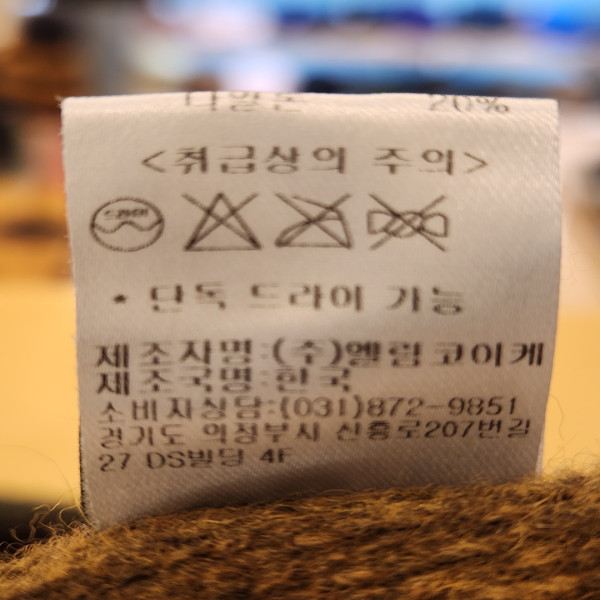 20%
<취급상의 주의>
드라이
* 단독 드라이 가능
제조자명:(주)엘림코이케
제조국명:한국
소비자상담:(031)872-9851
경기도 의정부시 신흥로207번길
27 DS빌딩 4F